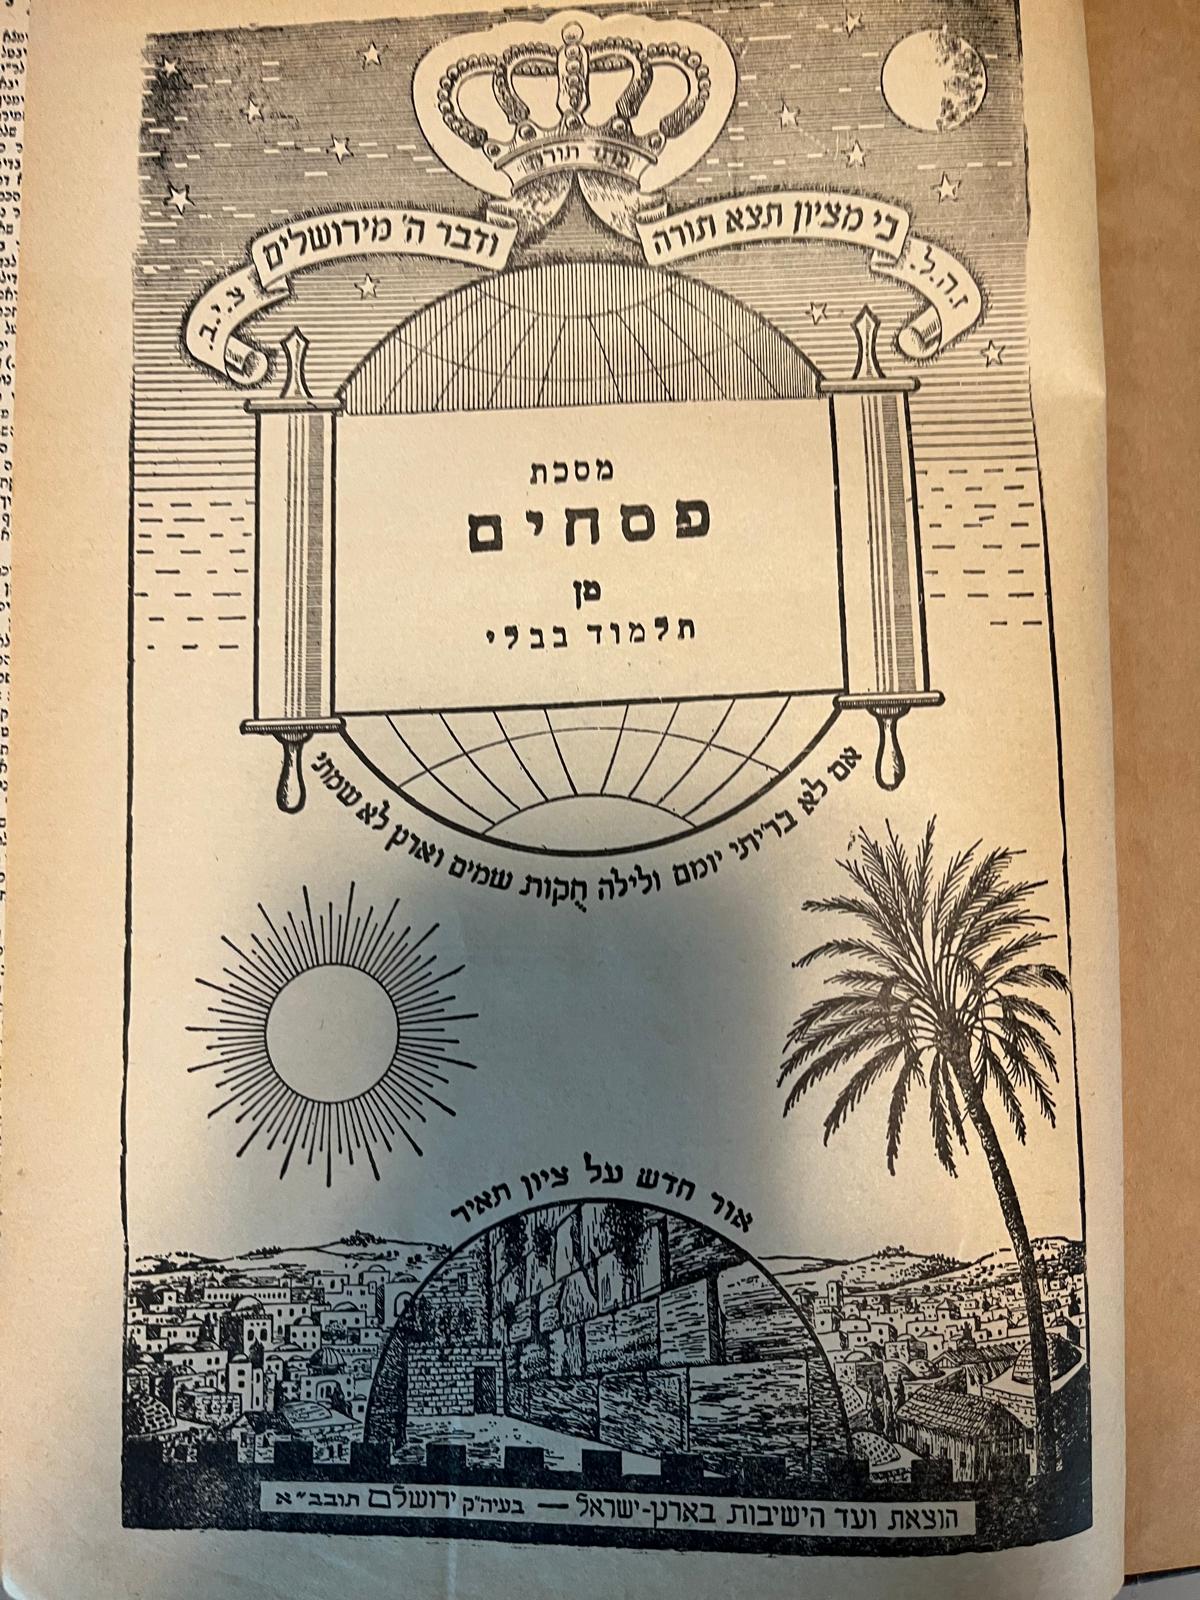 כתר תורה
כי מציון תצא תורה
ודבר ה' מירושלים
ז.ה.ל.
צ.י.ב.
מסכת
פסחים
מן
תלמוד בבלי
אם לא בריתי יומם ולילה חֻקות שמים וארץ לא שמתי
אור חדש על ציון תאיר
הוצאת ועד הישיבות בארץ-ישראל — בעיה"ק ירושלם תובב"א